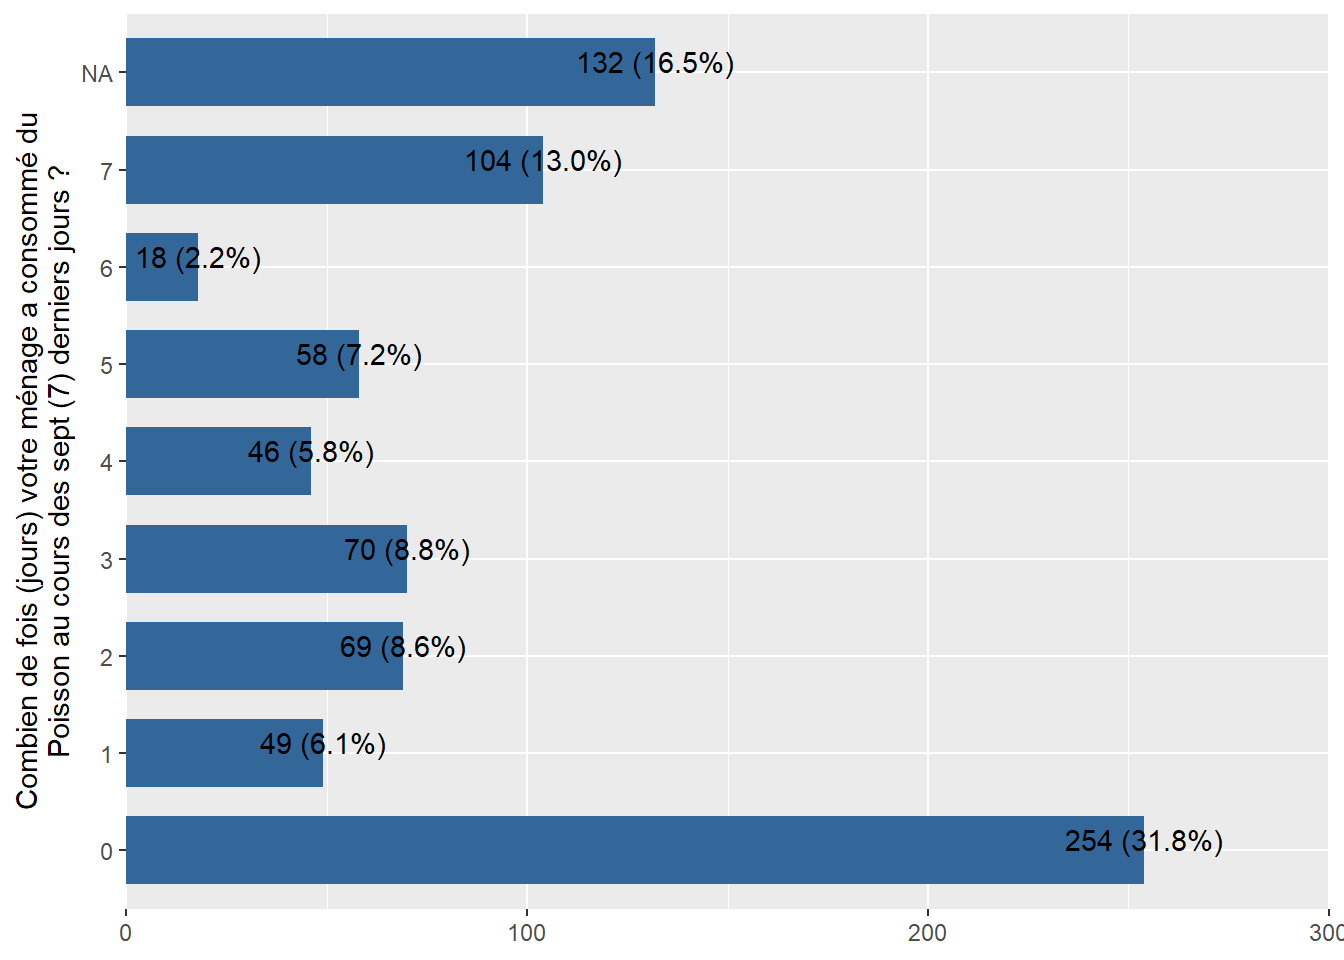 Combien de fois (jours) votre ménage a consommé du
Poisson au cours des sept (7) derniers jours ?
NA 132 (16.5%)
7 104 (13.0%)
6 18 (2.2%)
5 58 (7.2%)
4 46 (5.8%)
3 70 (8.8%)
2 69 (8.6%)
1 49 (6.1%)
0 254 (31.8%)
0 100 200 300